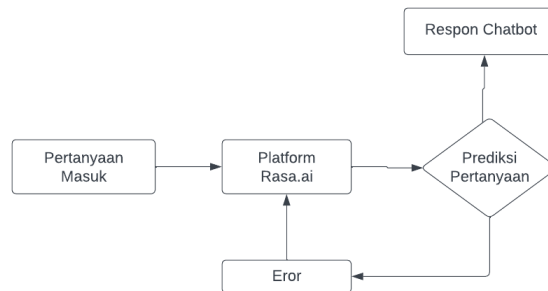 Respon Chatbot
Pertanyaan
Masuk
Platform
Rasa.ai
Prediksi
Pertanyaan
Eror